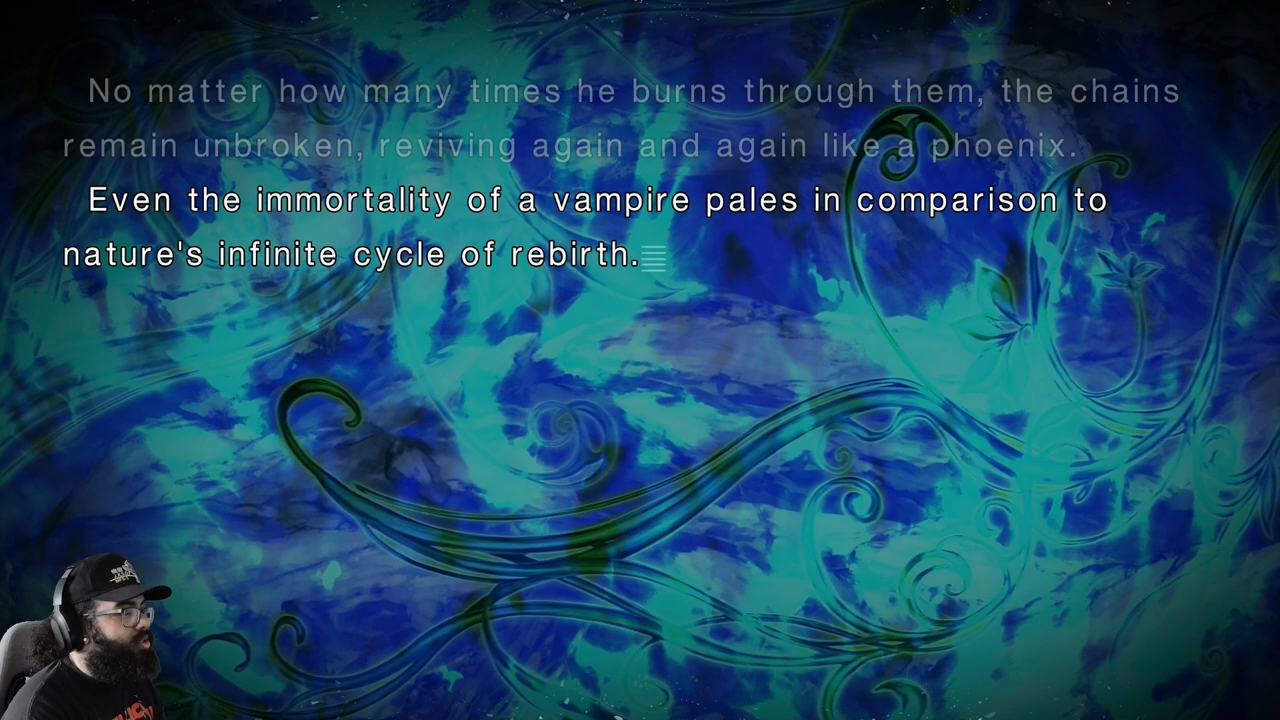 No matter how many times he burns through them, the chains
remain unbroken, reviving again and again like a phoenix.
Even the immortality of a vampire pales in comparison to
nature's infinite cycle of rebirth.